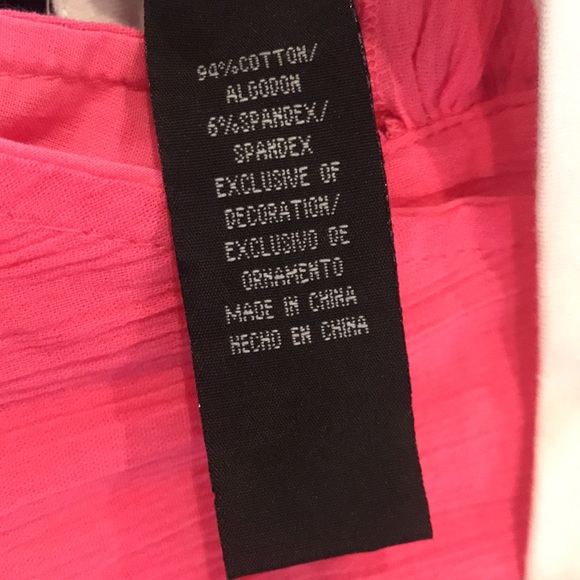 94%COTTON/
ALGODON
6%SPANDEX/
SPANDEX
EXCLUSIVE OF
DECORATION/
EXCLUSIVO DE
ORNAMENTO
MADE IN CHINA
HECHO EN CHINA